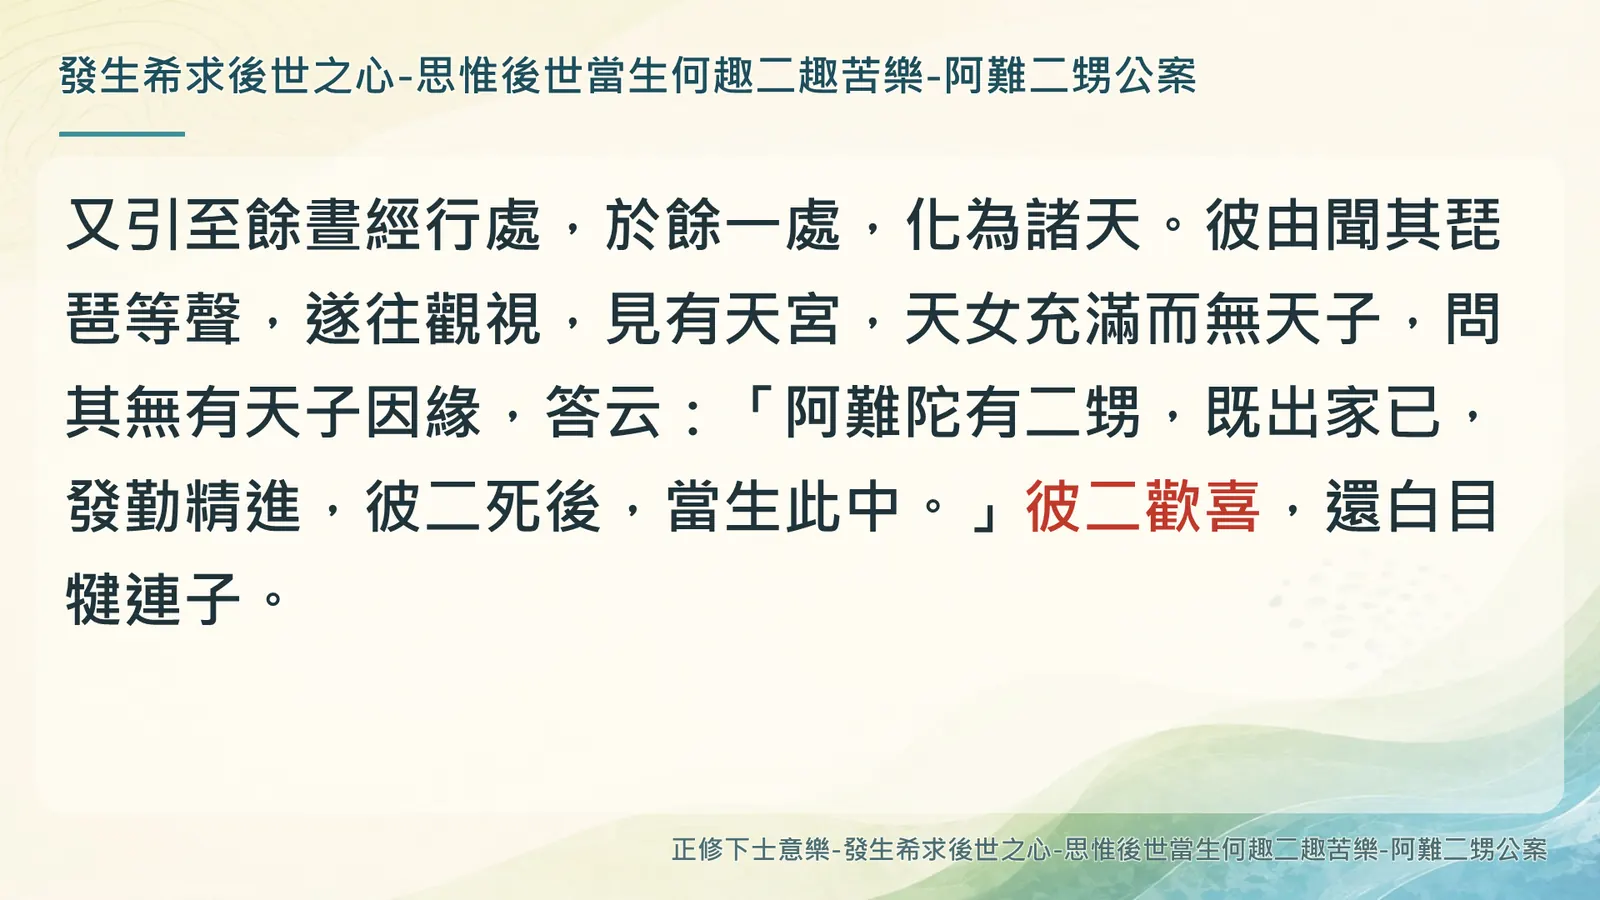 發生希求後世之心-思惟後世當生何趣二趣苦樂-阿難二甥公案
又引至餘晝經行處，於餘一處，化為諸天。彼由聞其琵
琶等聲，遂往觀視，見有天宮，天女充滿而無天子，問
其無有天子因緣，答云：「阿難陀有二甥，既出家已，
發勤精進，彼二死後，當生此中。」彼二歡喜，還白目
犍連子。
正修下士意樂-發生希求後世之心-思惟後世當生何趣二趣苦樂-阿難二甥公案